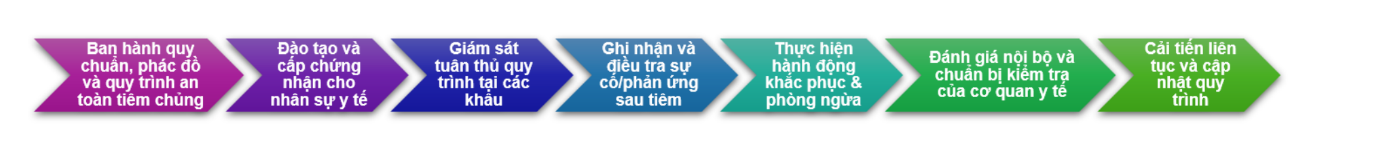 Ban hành quy
chuẩn, phác đồ
và quy trình an
toàn tiêm chủng
Đào tạo và
cấp chứng
nhận cho
nhân sự y tế
Giám sát
tuân thủ quy
trình tại các
khâu
Ghi nhận và
điều tra sự
cố/phản ứng
sau tiêm
Thực hiện
hành động
khắc phục &
phòng ngừa
Đánh giá nội bộ và
chuẩn bị kiểm tra
của cơ quan y tế
Cải tiến liên
tục và cập
nhật quy
trình